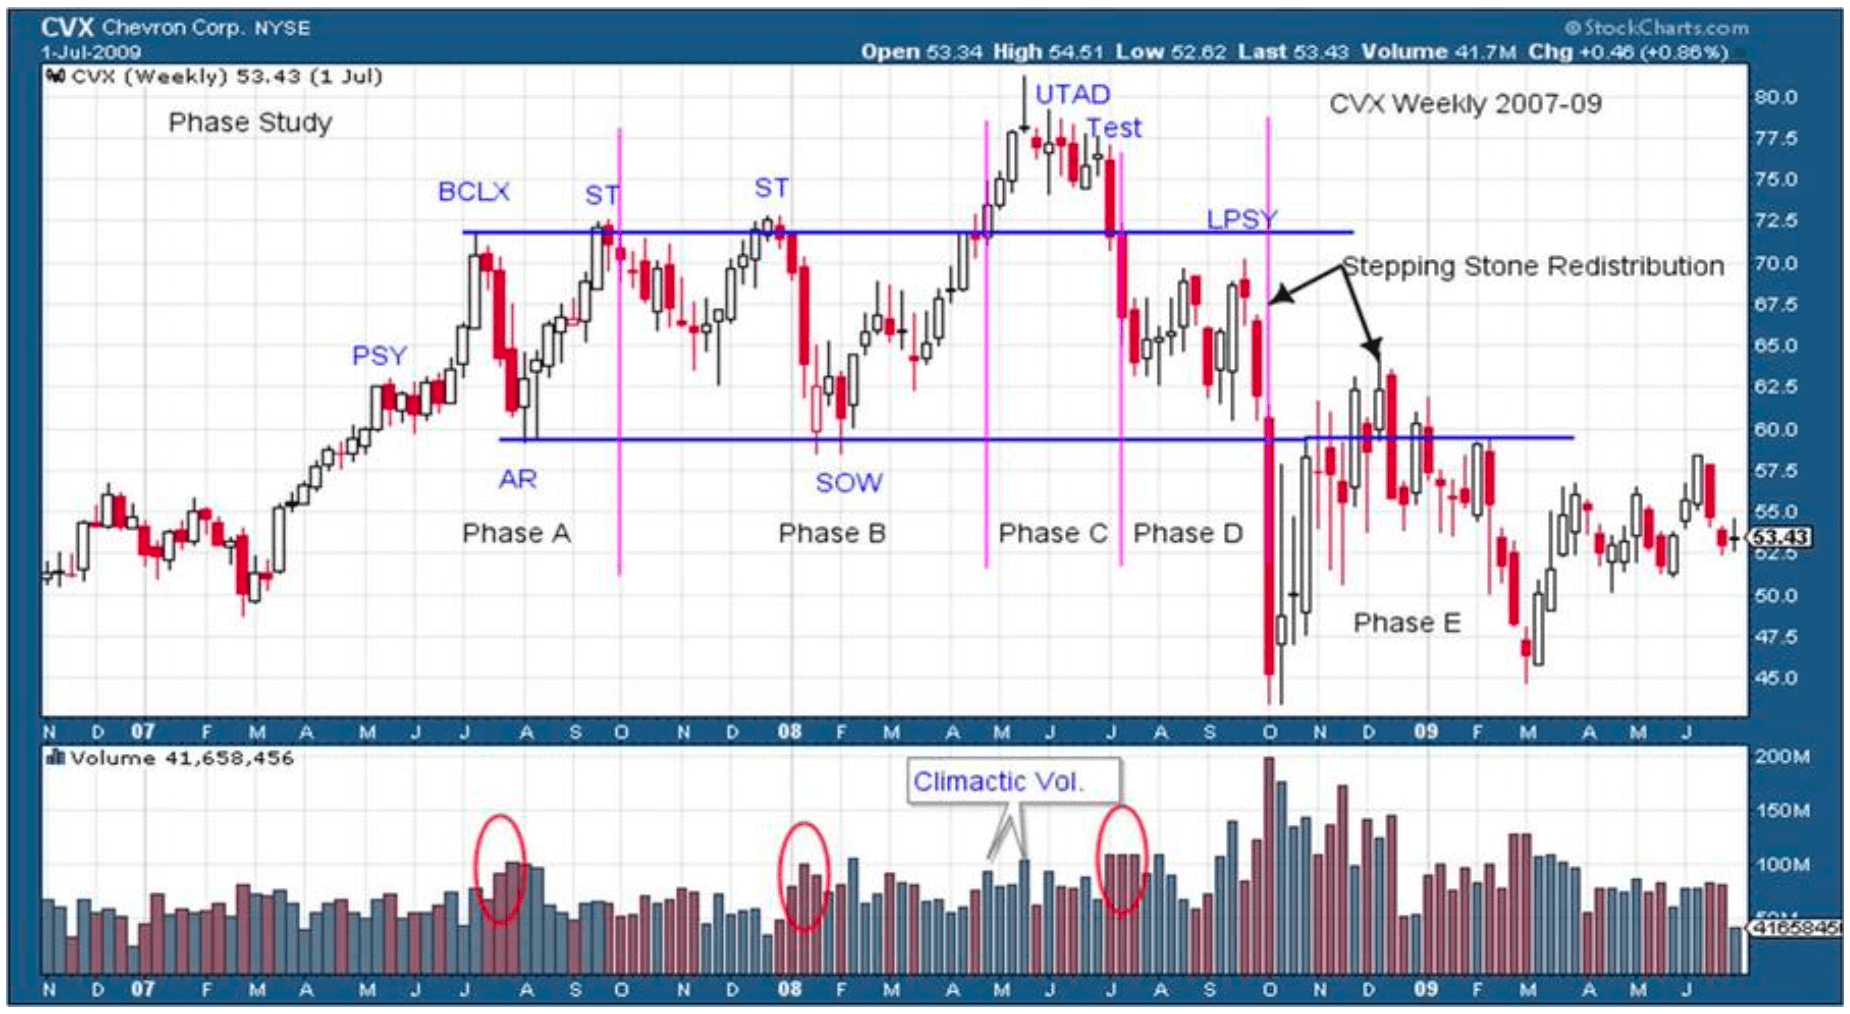 CVX Chevron Corp. NYSE
© StockCharts.com
1-Jul-2009
Open 53.34 High 54.51 Low 52.62 Last 53.43 Volume 41.7M Chg +0.46 (+0.86%)
CVX (Weekly) 53.43 (1 Jul)
Phase Study
CVX Weekly 2007-09
UTAD
Test
BCLX
ST
ST
LPSY
Stepping Stone Redistribution
PSY
AR
SOW
Phase A
Phase B
Phase C
Phase D
Phase E
80.0
77.5
75.0
72.5
70.0
67.5
65.0
62.5
60.0
57.5
55.0
53.43
52.5
50.0
47.5
45.0
N D 07 F M A M J J A S O N D 08 F M A M J J A S O N D 09 F M A M J
Volume 41,658,456
Climactic Vol.
200M
150M
100M
50M
4165845
N D 07 F M A M J J A S O N D 08 F M A M J J A S O N D 09 F M A M J